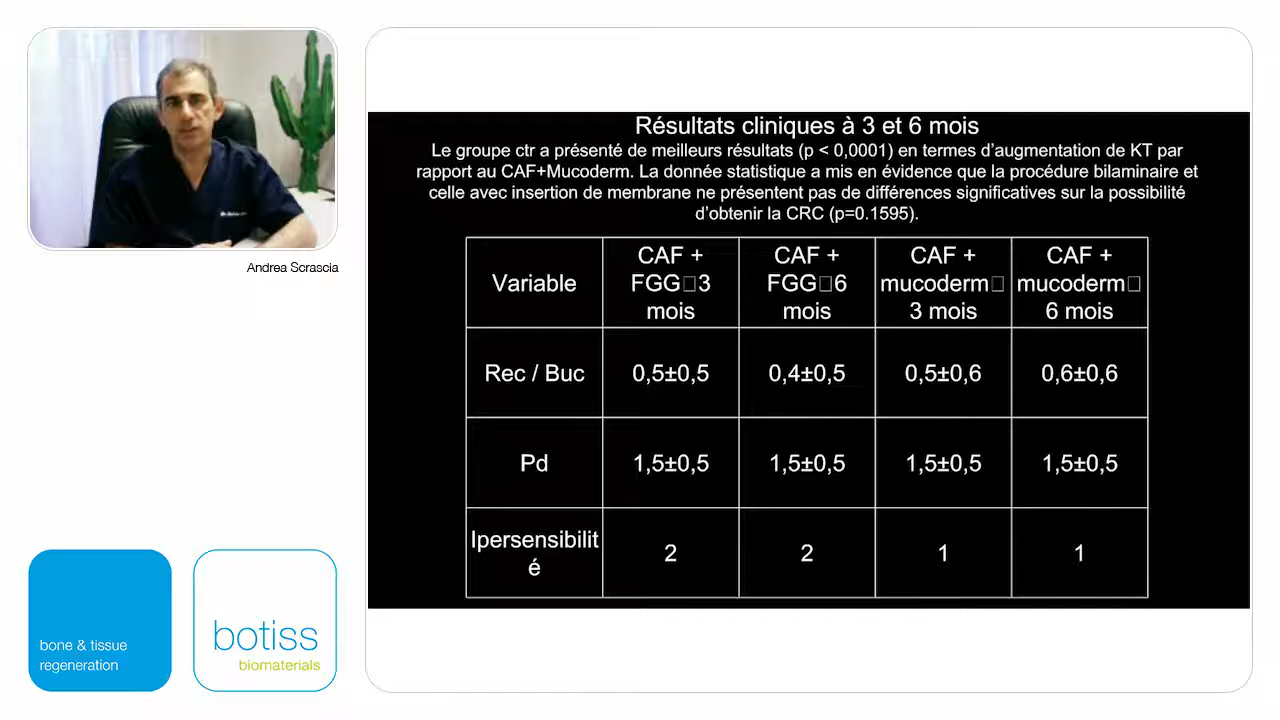 Andrea Scrascia
Résultats cliniques à 3 et 6 mois
Le groupe ctr a présenté de meilleurs résultats (p < 0,0001) en termes d'augmentation de KT par
rapport au CAF+Mucoderm. La donnée statistique a mis en évidence que la procédure bilaminaire et
celle avec insertion de membrane ne présentent pas de différences significatives sur la possibilité
d'obtenir la CRC (p=0.1595).
Variable
CAF +
FGG□3
mois
CAF +
FGG□6
mois
CAF +
mucoderm□
3 mois
CAF +
mucoderm□
6 mois
Rec / Buc
0,5±0,5
0,4±0,5
0,5±0,6
0,6±0,6
Pd
1,5±0,5
1,5±0,5
1,5±0,5
1,5±0,5
Ipersensibilit
é
2
2
1
1
bone & tissue
regeneration
botiss
biomaterials